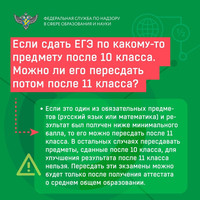 ФЕДЕРАЛЬНАЯ СЛУЖБА ПО НАДЗОРУ
В СФЕРЕ ОБРАЗОВАНИЯ И НАУКИ
Если сдать ЕГЭ по какому-то
предмету после 10 класса.
Можно ли его пересдать
потом после 11 класса?
• Если это один из обязательных предме-
тов (русский язык или математика) и ре-
зультат был получен ниже минимального
балла, то его можно пересдать после 11
класса. В остальных случаях пересдавать
предметы, сданные после 10 класса, для
улучшения результата после 11 класса
нельзя. Пересдать эти экзамены можно
будет только после получения аттестата
о среднем общем образовании.